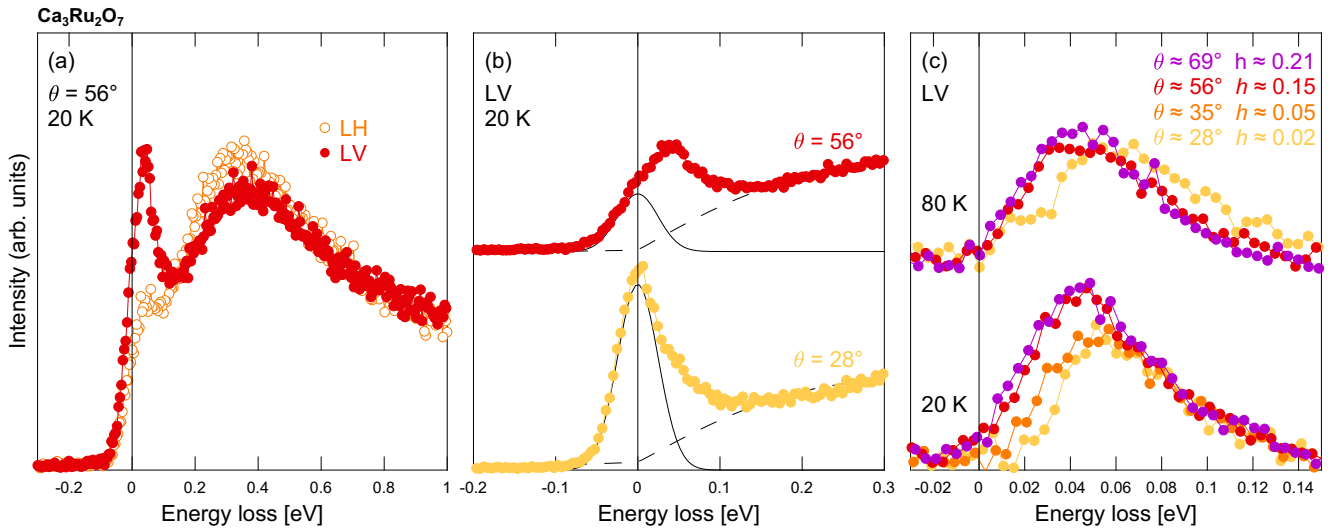 Ca₃Ru₂O₇
Intensity (arb. units)
(a)
θ = 56°
20 K
LH
LV
-0.2 0 0.2 0.4 0.6 0.8 1
Energy loss [eV]
(b)
LV
20 K
θ = 56°
θ = 28°
-0.2 -0.1 0 0.1 0.2 0.3
Energy loss [eV]
(c)
LV
θ ≈ 69° h ≈ 0.21
θ ≈ 56° h ≈ 0.15
θ ≈ 35° h ≈ 0.05
θ ≈ 28° h ≈ 0.02
80 K
20 K
-0.02 0 0.02 0.04 0.06 0.08 0.1 0.12 0.14
Energy loss [eV]